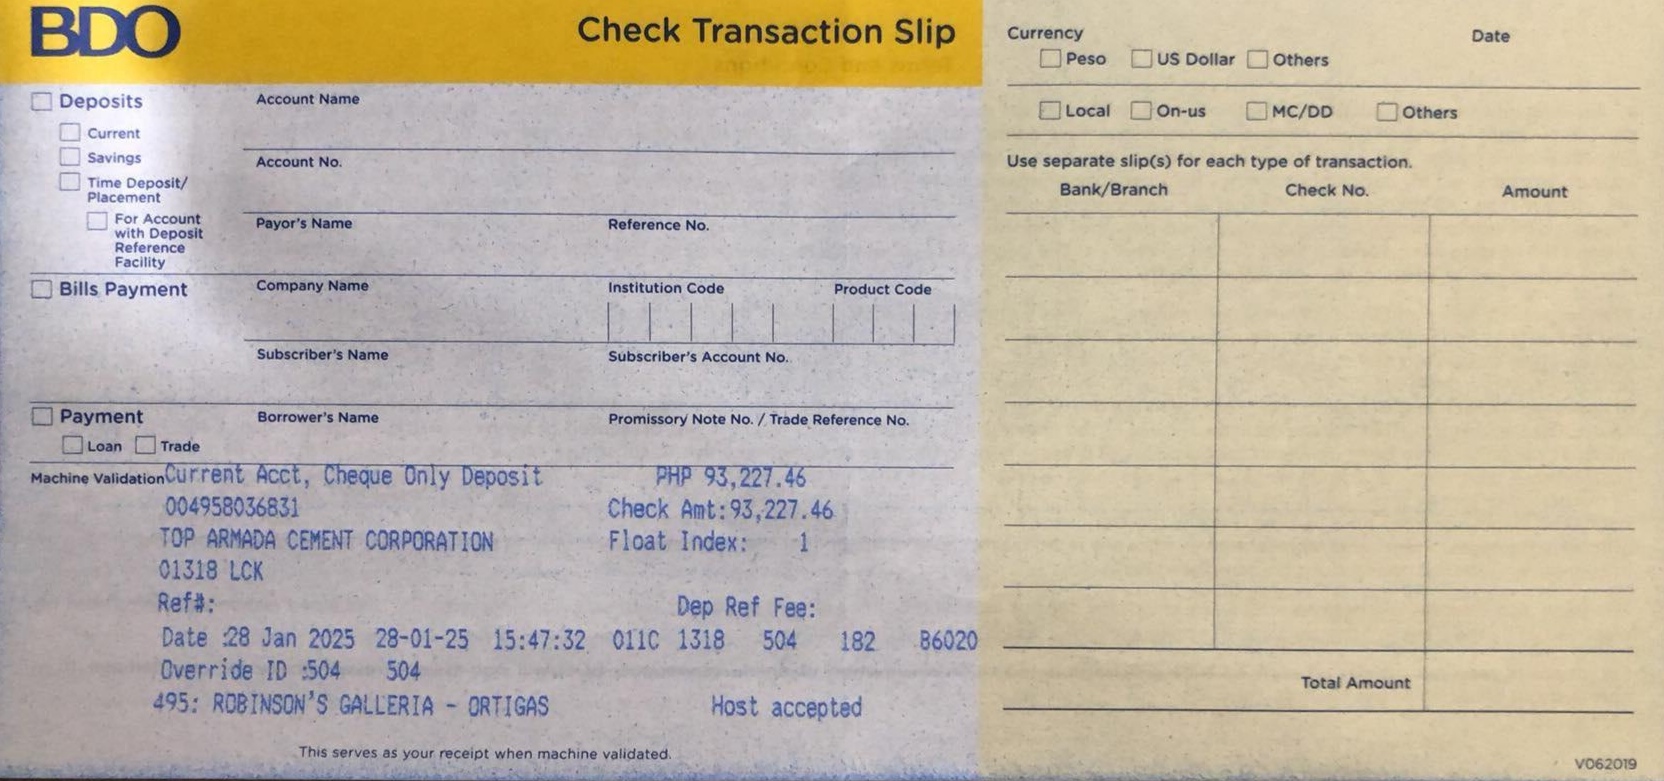 BDO
Check Transaction Slip
Deposits
Current
Savings
Time Deposit/
Placement
For Account
with Deposit
Reference
Facility
Account Name
Account No.
Payor's Name Reference No.
Bills Payment
Company Name Institution Code Product Code
Subscriber's Name Subscriber's Account No.
Payment
Loan Trade
Borrower's Name Promissory Note No. / Trade Reference No.
Machine Validation Current Acct, Cheque Only Deposit PHP 93,227.46
004958036831 Check Amt:93,227.46
TOP ARMADA CEMENT CORPORATION Float Index: 1
01318 LCK
Ref#: Dep Ref Fee:
Date :28 Jan 2025 28-01-25 15:47:32 011C 1318 504 182 86020
Override ID :504 504
495: ROBINSON'S GALLERIA - ORTIGAS Host accepted
This serves as your receipt when machine validated.
Currency Date
Peso US Dollar Others
Local On-us MC/DD Others
Use separate slip(s) for each type of transaction.
Bank/Branch Check No. Amount
Total Amount
V062019